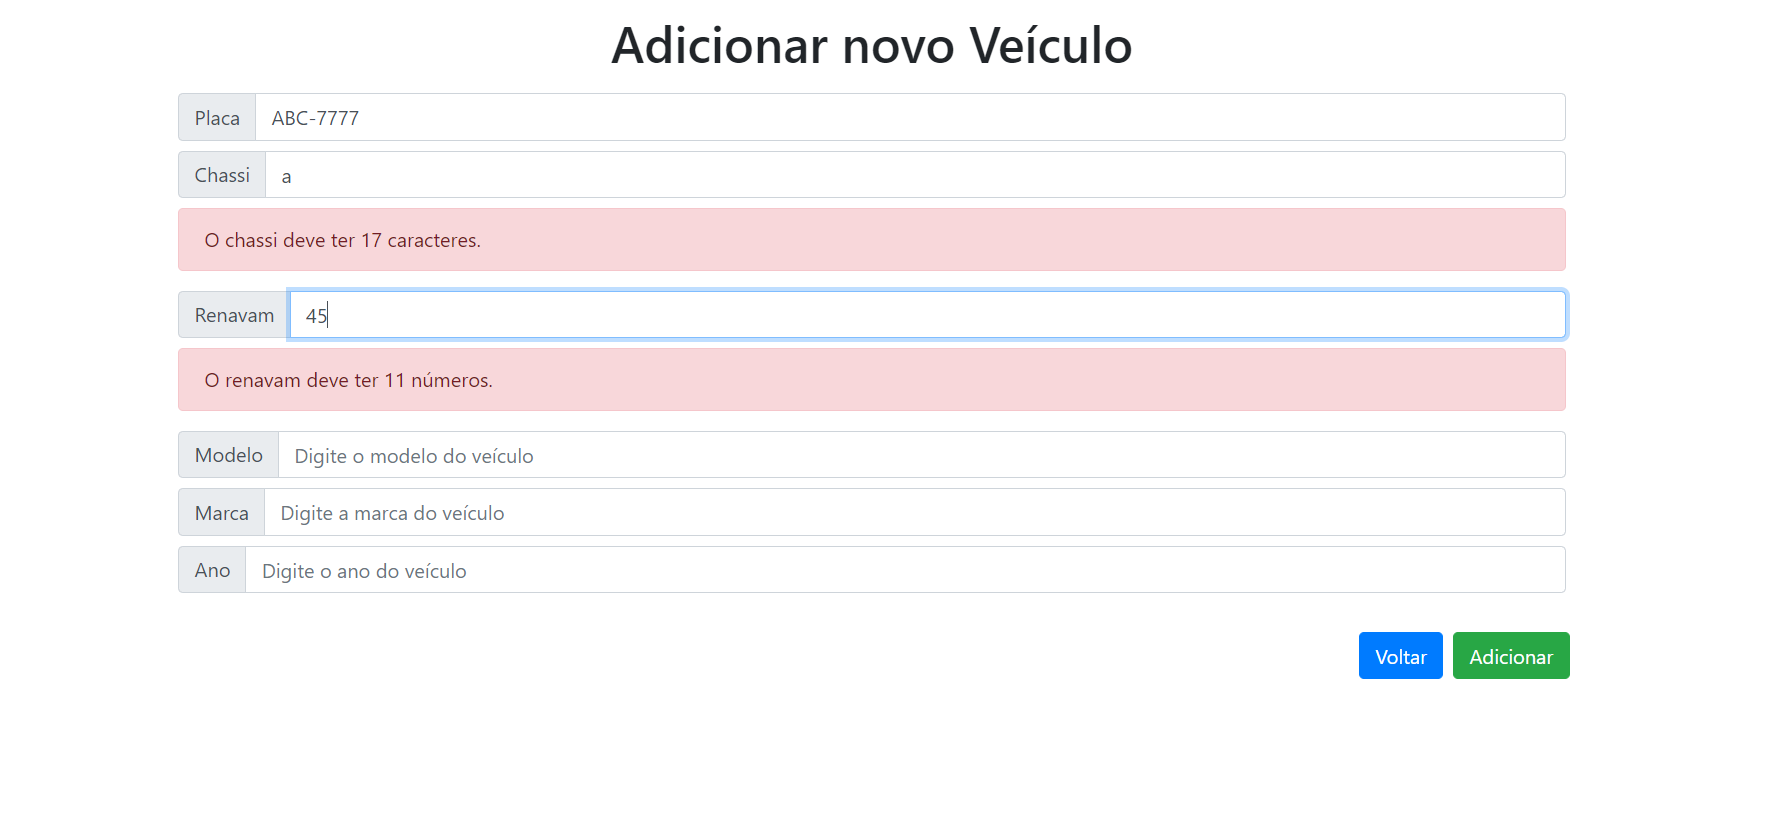 Adicionar novo Veículo
Placa ABC-7777
Chassi a
O chassi deve ter 17 caracteres.
Renavam 45
O renavam deve ter 11 números.
Modelo Digite o modelo do veículo
Marca Digite a marca do veículo
Ano Digite o ano do veículo
Voltar Adicionar